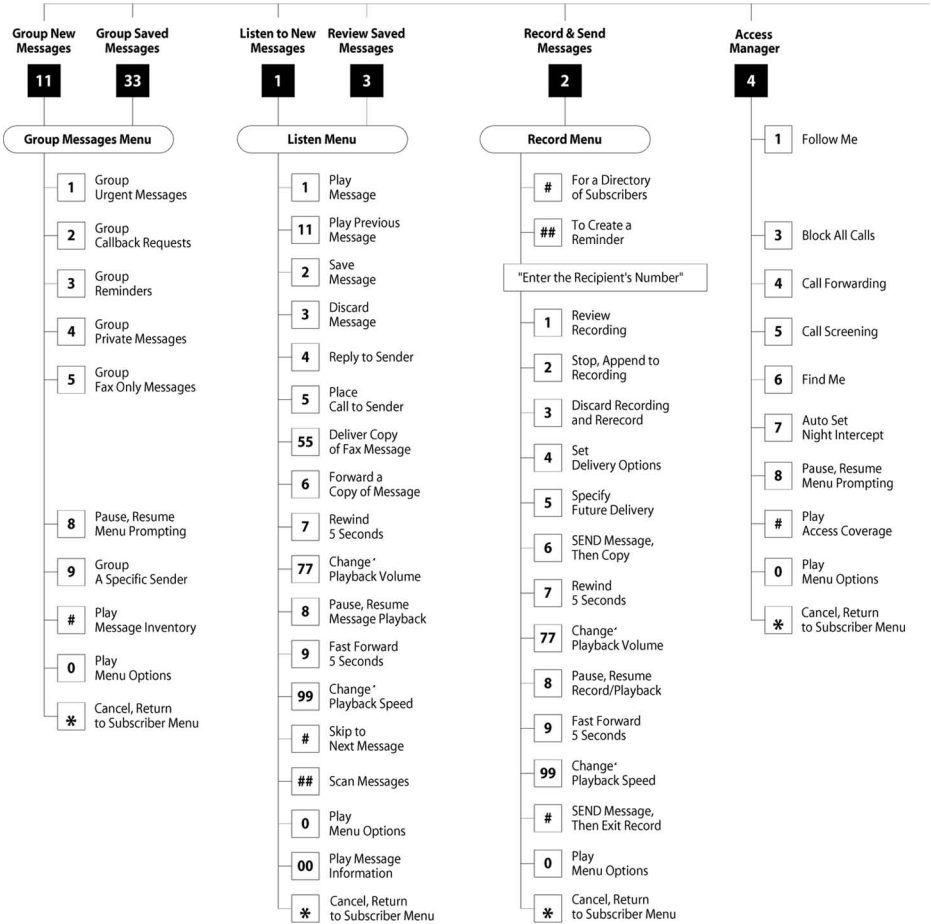 Group New
Messages
11
Group Saved
Messages
33
Group Messages Menu
1 Group
Urgent Messages
2 Group
Callback Requests
3 Group
Reminders
4 Group
Private Messages
5 Group
Fax Only Messages
8 Pause, Resume
Menu Prompting
9 Group
A Specific Sender
# Play
Message Inventory
0 Play
Menu Options
* Cancel, Return
to Subscriber Menu
Listen to New
Messages
1
Review Saved
Messages
3
Listen Menu
1 Play
Message
11 Play Previous
Message
2 Save
Message
3 Discard
Message
4 Reply to Sender
5 Place
Call to Sender
55 Deliver Copy
of Fax Message
6 Forward a
Copy of Message
7 Rewind
5 Seconds
77 Change*
Playback Volume
8 Pause, Resume
Message Playback
9 Fast Forward
5 Seconds
99 Change*
Playback Speed
# Skip to
Next Message
## Scan Messages
0 Play
Menu Options
00 Play Message
Information
* Cancel, Return
to Subscriber Menu
Record & Send
Messages
2
Record Menu
# For a Directory
of Subscribers
## To Create a
Reminder
"Enter the Recipient's Number"
1 Review
Recording
2 Stop, Append to
Recording
3 Discard Recording
and Rerecord
4 Set
Delivery Options
5 Specify
Future Delivery
6 SEND Message,
Then Copy
7 Rewind
5 Seconds
77 Change*
Playback Volume
8 Pause, Resume
Record/Playback
9 Fast Forward
5 Seconds
99 Change*
Playback Speed
# SEND Message,
Then Exit Record
0 Play
Menu Options
* Cancel, Return
to Subscriber Menu
Access
Manager
4
1 Follow Me
3 Block All Calls
4 Call Forwarding
5 Call Screening
6 Find Me
7 Auto Set
Night Intercept
8 Pause, Resume
Menu Prompting
# Play
Access Coverage
0 Play
Menu Options
* Cancel, Return
to Subscriber Menu